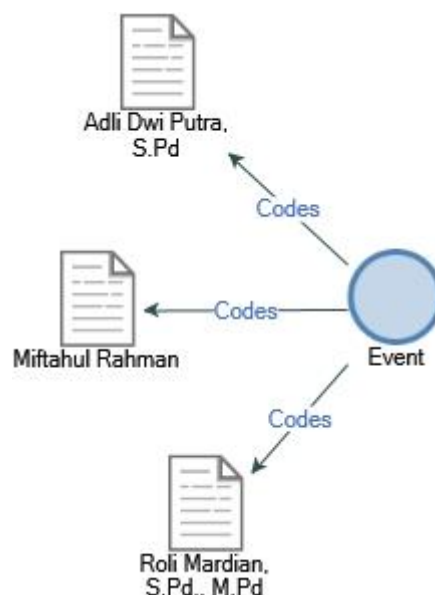 Adli Dwi Putra,
S.Pd
Codes
Miftahul Rahman
Codes
Event
Codes
Roli Mardian,
S.Pd., M.Pd